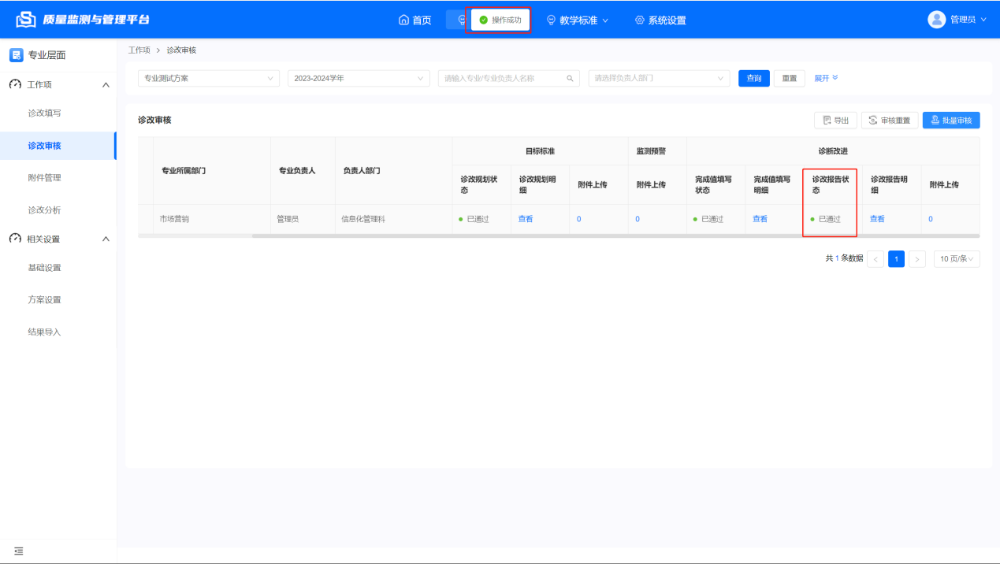 质量监测与管理平台
首页
操作成功
教学标准
系统设置
管理员
专业层面
工作项 > 诊改审核
工作项
诊改填写
诊改审核
附件管理
诊改分析
相关设置
基础设置
方案设置
结果导入
专业测试方案
2023-2024学年
请输入专业/专业负责人名称
请选择负责人部门
查询
重置
展开
诊改审核
导出
审核重置
批量审核
目标标准
监测预警
诊断改进
专业所属部门
专业负责人
负责人部门
诊改规划状
态
诊改规划明
细
附件上传
附件上传
完成值填写
状态
完成值填写
明细
诊改报告状
态
诊改报告明
细
附件上传
市场营销
管理员
信息化管理科
已通过
查看
0
0
已通过
查看
已通过
查看
0
共 1 条数据
<
1
>
10 页/条